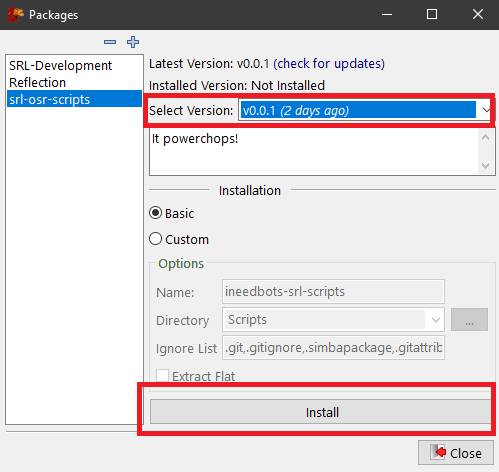 Packages
SRL-Development
Reflection
srl-osr-scripts
Latest Version: v0.0.1 (check for updates)
Installed Version: Not Installed
Select Version: v0.0.1 (2 days ago)
It powerchops!
Installation
Basic
Custom
Options
Name: ineedbots-srl-scripts
Directory Scripts ...
Ignore List .git,.gitignore,.simbapackage,.gitattrib
Extract Flat
Install
Close